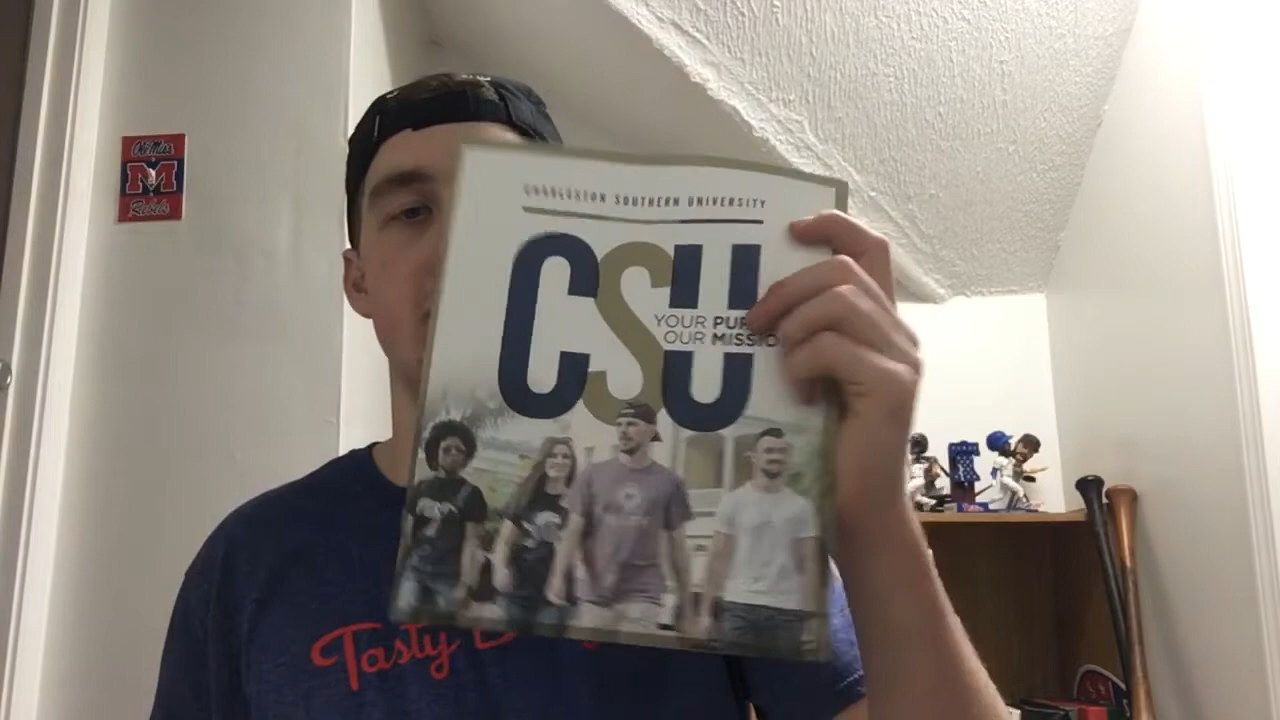 Ole Miss
M
Rebels
CHARLESTON SOUTHERN UNIVERSITY
CSU
YOUR PUR
OUR MISSIO
Tasty